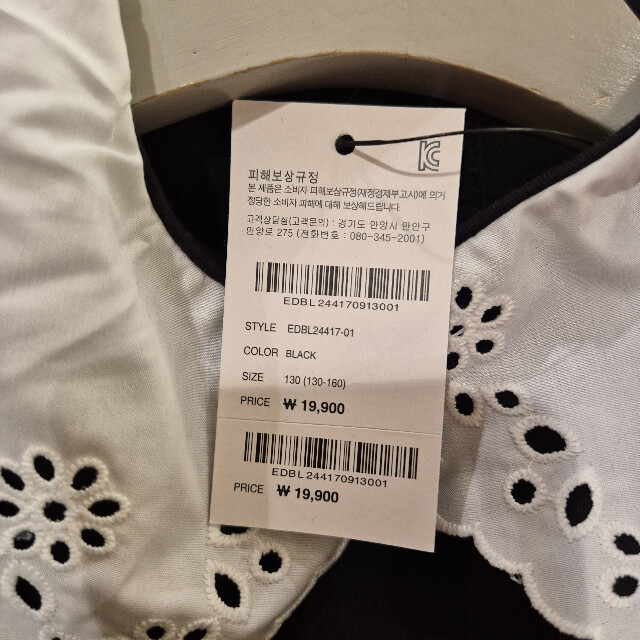 피해보상규정
본 제품은 소비자 피해보상규정(재정경제부고시)에 의거
정당한 소비자 피해에 대해 보상해드립니다.
고객상담실(고객문의) : 경기도 안양시 만안구
만양로 275 (전화번호 : 080-345-2001)
EDBL244170913001
STYLE EDBL24417-01
COLOR BLACK
SIZE 130 (130-160)
PRICE ₩ 19,900
EDBL244170913001
PRICE ₩ 19,900